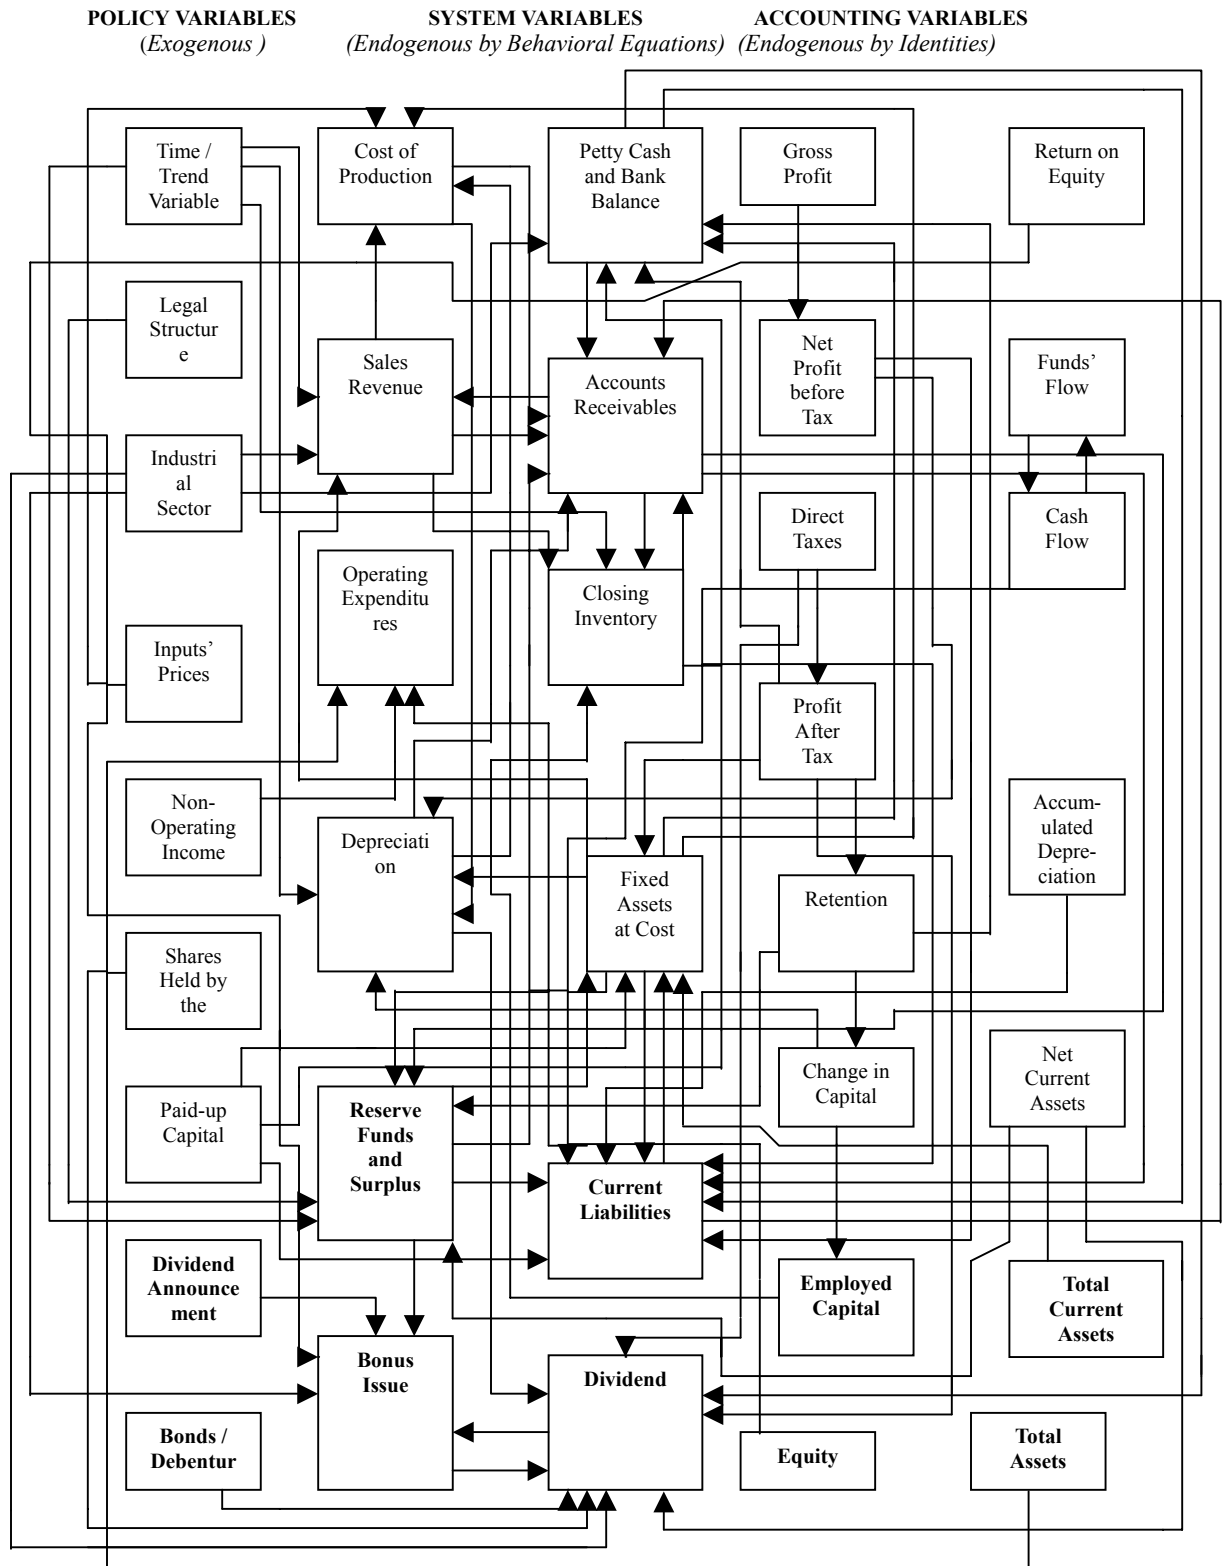 POLICY VARIABLES
(Exogenous )
SYSTEM VARIABLES
(Endogenous by Behavioral Equations)
ACCOUNTING VARIABLES
(Endogenous by Identities)
Time /
Trend
Variable
Cost of
Production
Petty Cash
and Bank
Balance
Gross
Profit
Return on
Equity
Legal
Structur
e
Sales
Revenue
Accounts
Receivables
Net
Profit
before
Tax
Funds’
Flow
Industri
al
Sector
Operating
Expenditu
res
Closing
Inventory
Direct
Taxes
Cash
Flow
Inputs’
Prices
Profit
After
Tax
Non-
Operating
Income
Depreciati
on
Fixed
Assets
at Cost
Retention
Accum-
ulated
Depre-
ciation
Shares
Held by
the
Paid-up
Capital
Reserve
Funds
and
Surplus
Current
Liabilities
Change in
Capital
Net
Current
Assets
Dividend
Announce
ment
Employed
Capital
Total
Current
Assets
Bonus
Issue
Dividend
Bonds /
Debentur
Equity
Total
Assets